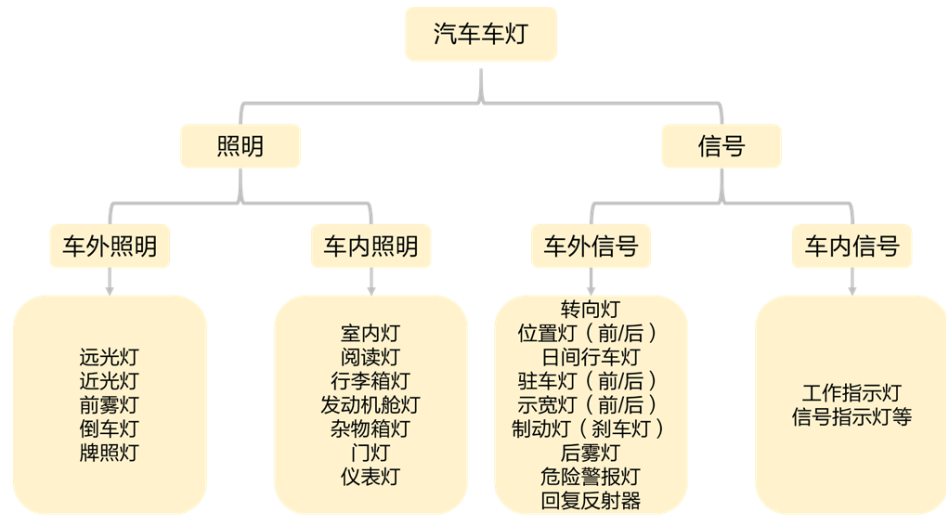 汽车车灯
照明
信号
车外照明
车内照明
车外信号
车内信号
远光灯
近光灯
前雾灯
倒车灯
牌照灯
室内灯
阅读灯
行李箱灯
发动机舱灯
杂物箱灯
门灯
仪表灯
转向灯
位置灯（前/后）
日间行车灯
驻车灯（前/后）
示宽灯（前/后）
制动灯（刹车灯）
后雾灯
危险警报灯
回复反射器
工作指示灯
信号指示灯等